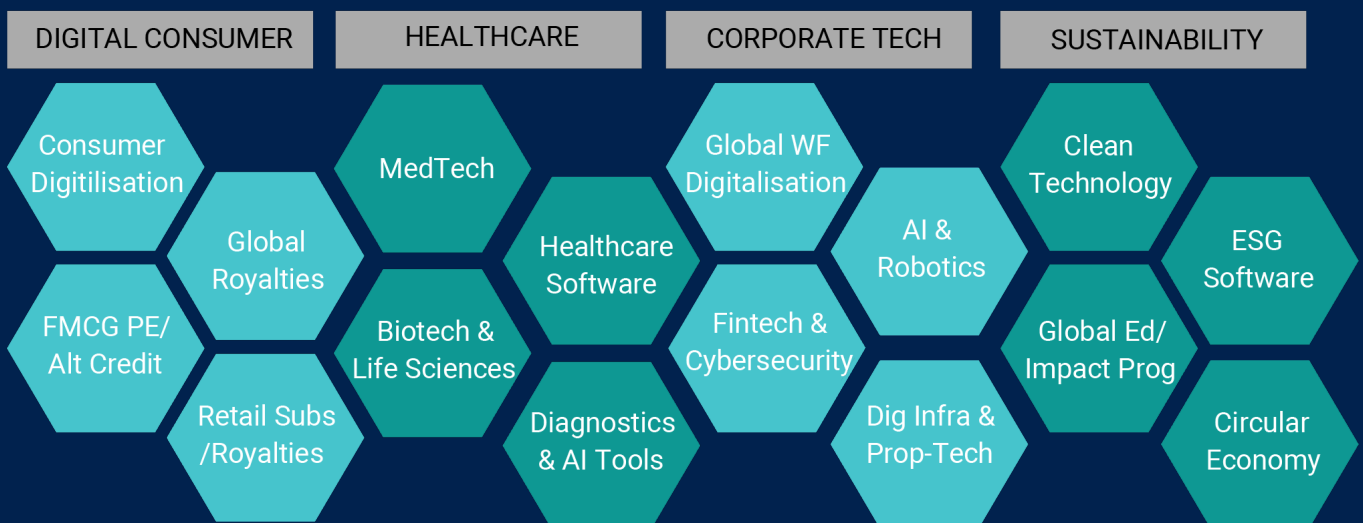 DIGITAL CONSUMER
Consumer
Digitilisation
Global
Royalties
FMCG PE/
Alt Credit
Retail Subs
/Royalties
HEALTHCARE
MedTech
Healthcare
Software
Biotech &
Life Sciences
Diagnostics
& AI Tools
CORPORATE TECH
Global WF
Digitalisation
AI &
Robotics
Fintech &
Cybersecurity
Dig Infra &
Prop-Tech
SUSTAINABILITY
Clean
Technology
ESG
Software
Global Ed/
Impact Prog
Circular
Economy